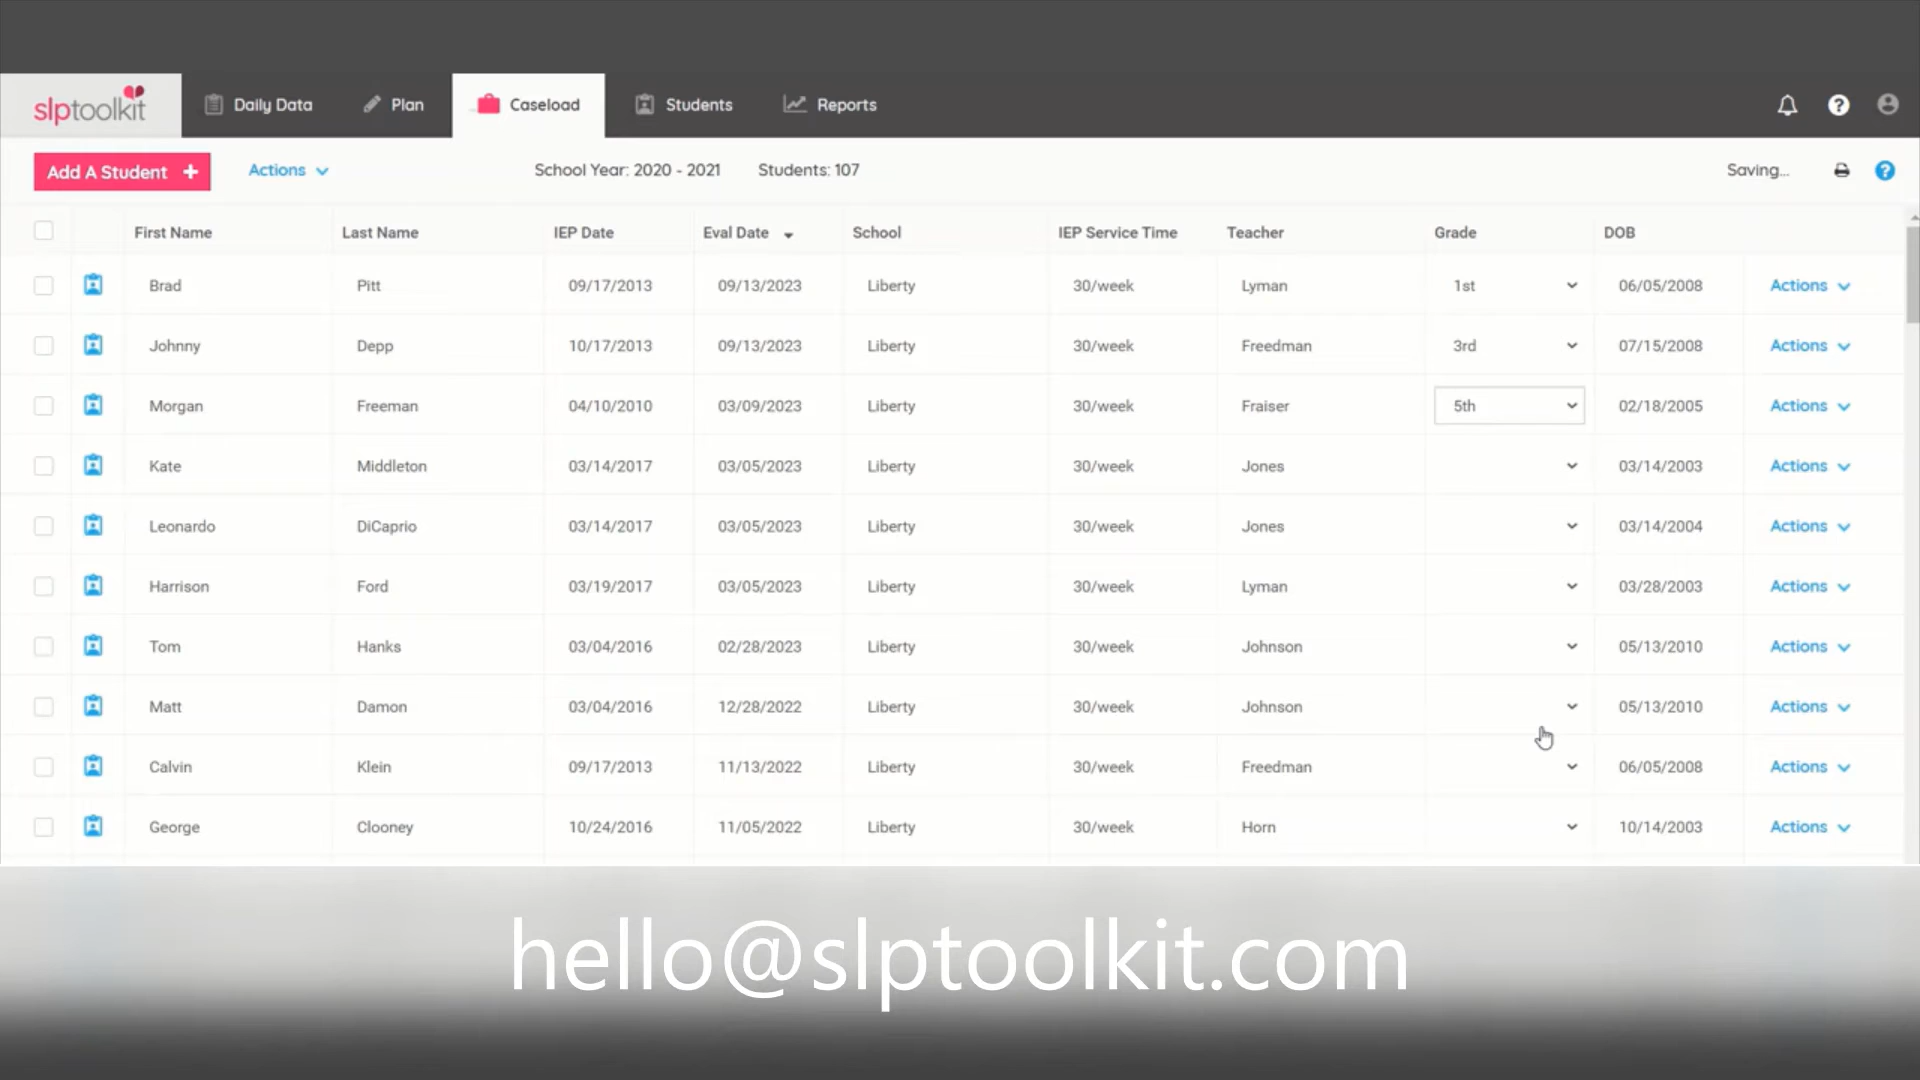 slptoolkit Daily Data Plan Caseload Students Reports
Add A Student + Actions School Year: 2020 - 2021 Students: 107 Saving...
First Name Last Name IEP Date Eval Date School IEP Service Time Teacher Grade DOB
Brad Pitt 09/17/2013 09/13/2023 Liberty 30/week Lyman 1st 06/05/2008 Actions
Johnny Depp 10/17/2013 09/13/2023 Liberty 30/week Freedman 3rd 07/15/2008 Actions
Morgan Freeman 04/10/2010 03/09/2023 Liberty 30/week Fraiser 5th 02/18/2005 Actions
Kate Middleton 03/14/2017 03/05/2023 Liberty 30/week Jones 03/14/2003 Actions
Leonardo DiCaprio 03/14/2017 03/05/2023 Liberty 30/week Jones 03/14/2004 Actions
Harrison Ford 03/19/2017 03/05/2023 Liberty 30/week Lyman 03/28/2003 Actions
Tom Hanks 03/04/2016 02/28/2023 Liberty 30/week Johnson 05/13/2010 Actions
Matt Damon 03/04/2016 12/28/2022 Liberty 30/week Johnson 05/13/2010 Actions
Calvin Klein 09/17/2013 11/13/2022 Liberty 30/week Freedman 06/05/2008 Actions
George Clooney 10/24/2016 11/05/2022 Liberty 30/week Horn 10/14/2003 Actions
hello@slptoolkit.com